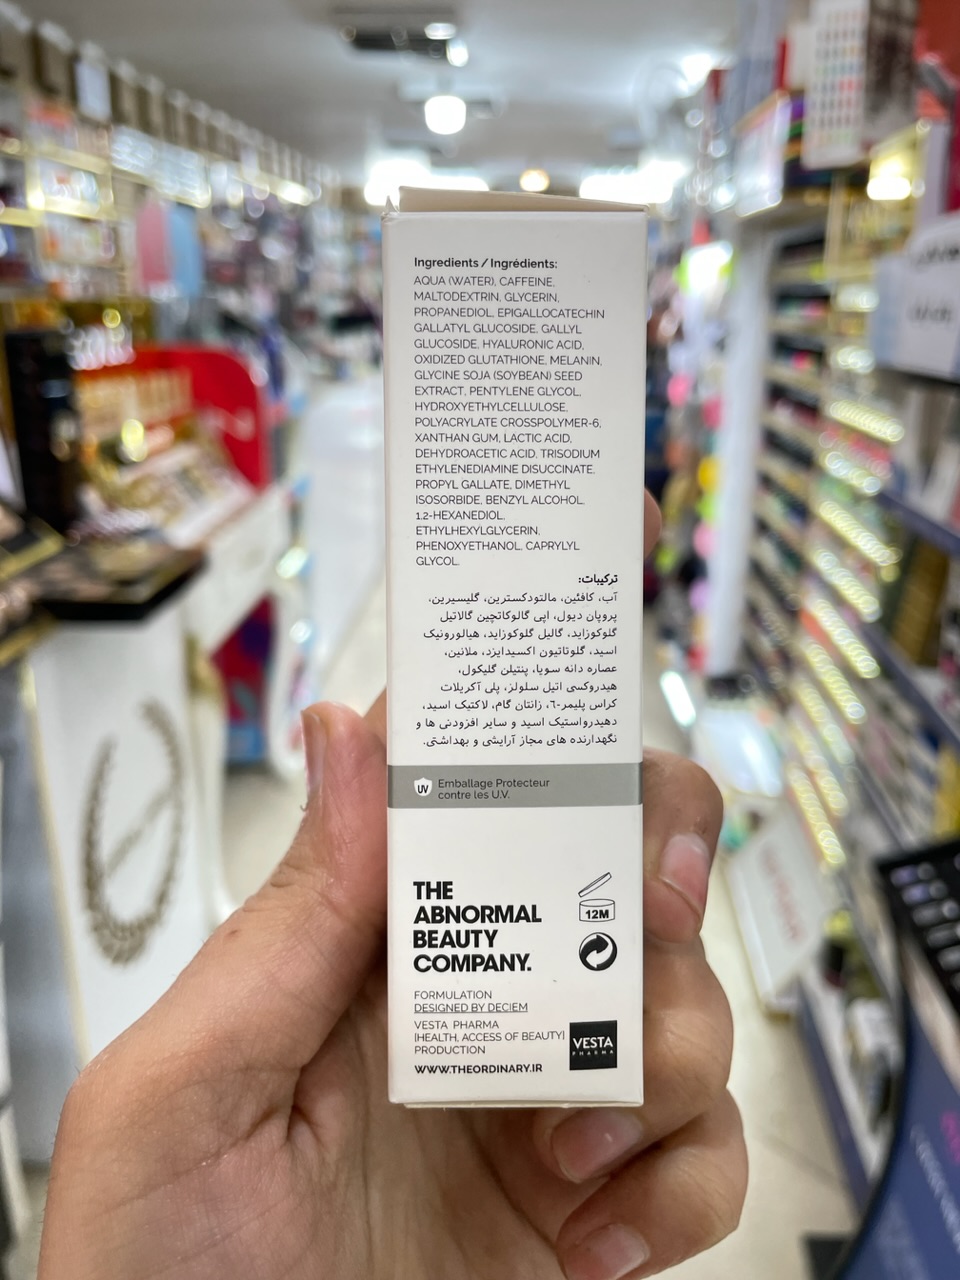 Ingredients / Ingrédients:
AQUA (WATER), CAFFEINE,
MALTODEXTRIN, GLYCERIN,
PROPANEDIOL, EPIGALLOCATECHIN
GALLATYL GLUCOSIDE, GALLYL
GLUCOSIDE, HYALURONIC ACID,
OXIDIZED GLUTATHIONE, MELANIN,
GLYCINE SOJA (SOYBEAN) SEED
EXTRACT, PENTYLENE GLYCOL,
HYDROXYETHYLCELLULOSE,
POLYACRYLATE CROSSPOLYMER-6,
XANTHAN GUM, LACTIC ACID,
DEHYDROACETIC ACID, TRISODIUM
ETHYLENEDIAMINE DISUCCINATE,
PROPYL GALLATE, DIMETHYL
ISOSORBIDE, BENZYL ALCOHOL,
1,2-HEXANEDIOL,
ETHYLHEXYLGLYCERIN,
PHENOXYETHANOL, CAPRYLYL
GLYCOL.
ترکیبات:
آب، کافئین، مالتودکسترین، گلیسیرین،
پروپان دیول، اپی گالوکاتچین گالاتیل
گلوکوزاید، گالیل گلوکوزاید، هیالورونیک
اسید، گلوتاتیون اکسیدایزد، ملانین،
عصاره دانه سویا، پنتیلن گلیکول،
هیدروکسی اتیل سلولز، پلی آکریلات
کراس پلیمر-٦، زانتان گام، لاکتیک اسید،
دهیدرواستیک اسید و سایر افزودنی ها و
نگهدارنده های مجاز آرایشی و بهداشتی.
UV
Emballage Protecteur
contre les U.V.
THE
ABNORMAL
BEAUTY
COMPANY.
12M
FORMULATION
DESIGNED BY DECIEM
VESTA PHARMA
[HEALTH, ACCESS OF BEAUTY]
PRODUCTION
WWW.THEORDINARY.IR
VESTA
PHARMA